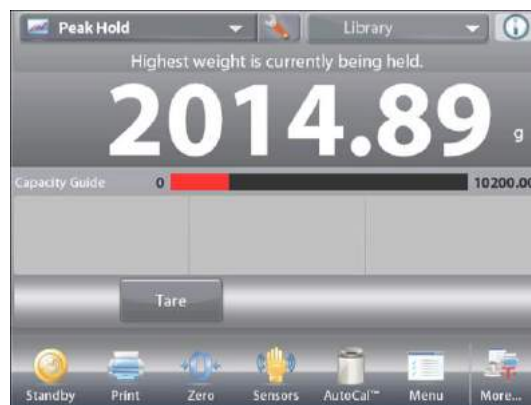 Peak Hold Library
Highest weight is currently being held.
2014.89 g
Capacity Guide 0 10200.00
Tare
Standby Print Zero Sensors AutoCal™ Menu More...